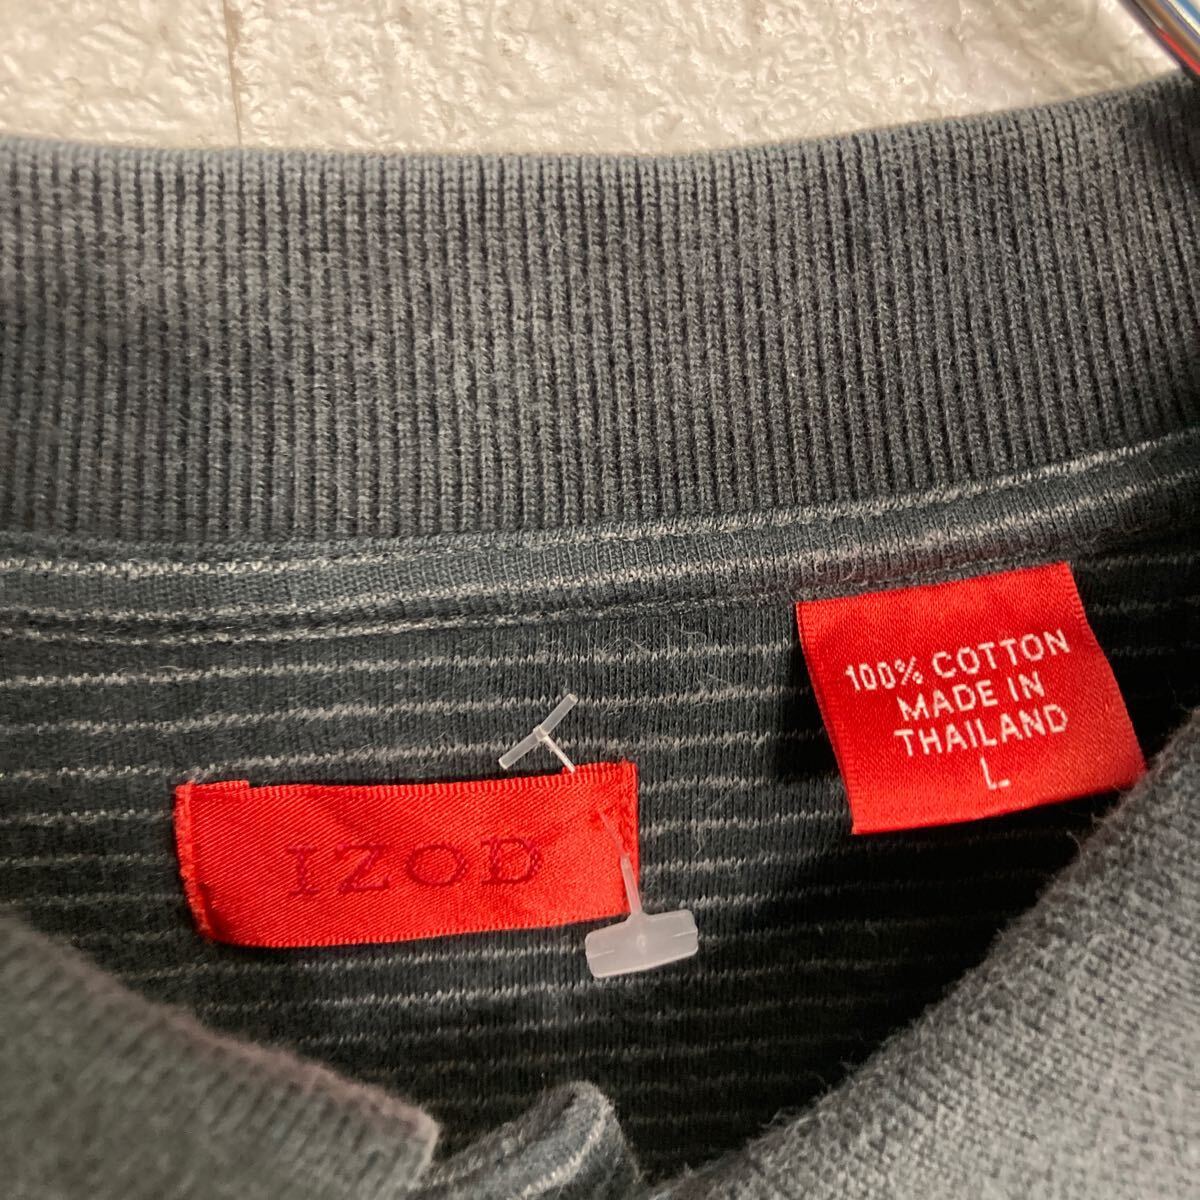 IZOD
100% COTTON
MADE IN
THAILAND
L